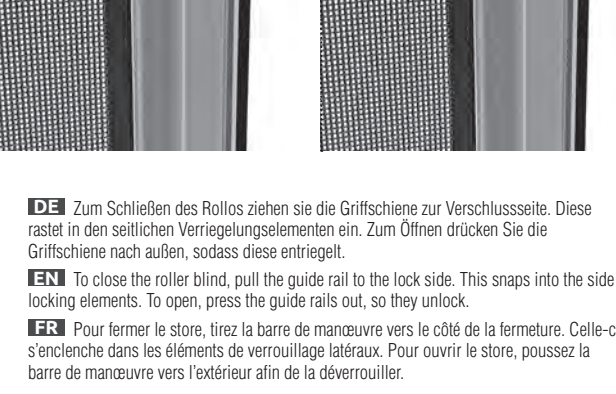 DE Zum Schließen des Rollos ziehen sie die Griffschiene zur Verschlussseite. Diese
rastet in den seitlichen Verriegelungselementen ein. Zum Öffnen drücken Sie die
Griffschiene nach außen, sodass diese entriegelt.
EN To close the roller blind, pull the guide rail to the lock side. This snaps into the side
locking elements. To open, press the guide rails out, so they unlock.
FR Pour fermer le store, tirez la barre de manœuvre vers le côté de la fermeture. Celle-c
s’enclenche dans les éléments de verrouillage latéraux. Pour ouvrir le store, poussez la
barre de manœuvre vers l’extérieur afin de la déverrouiller.